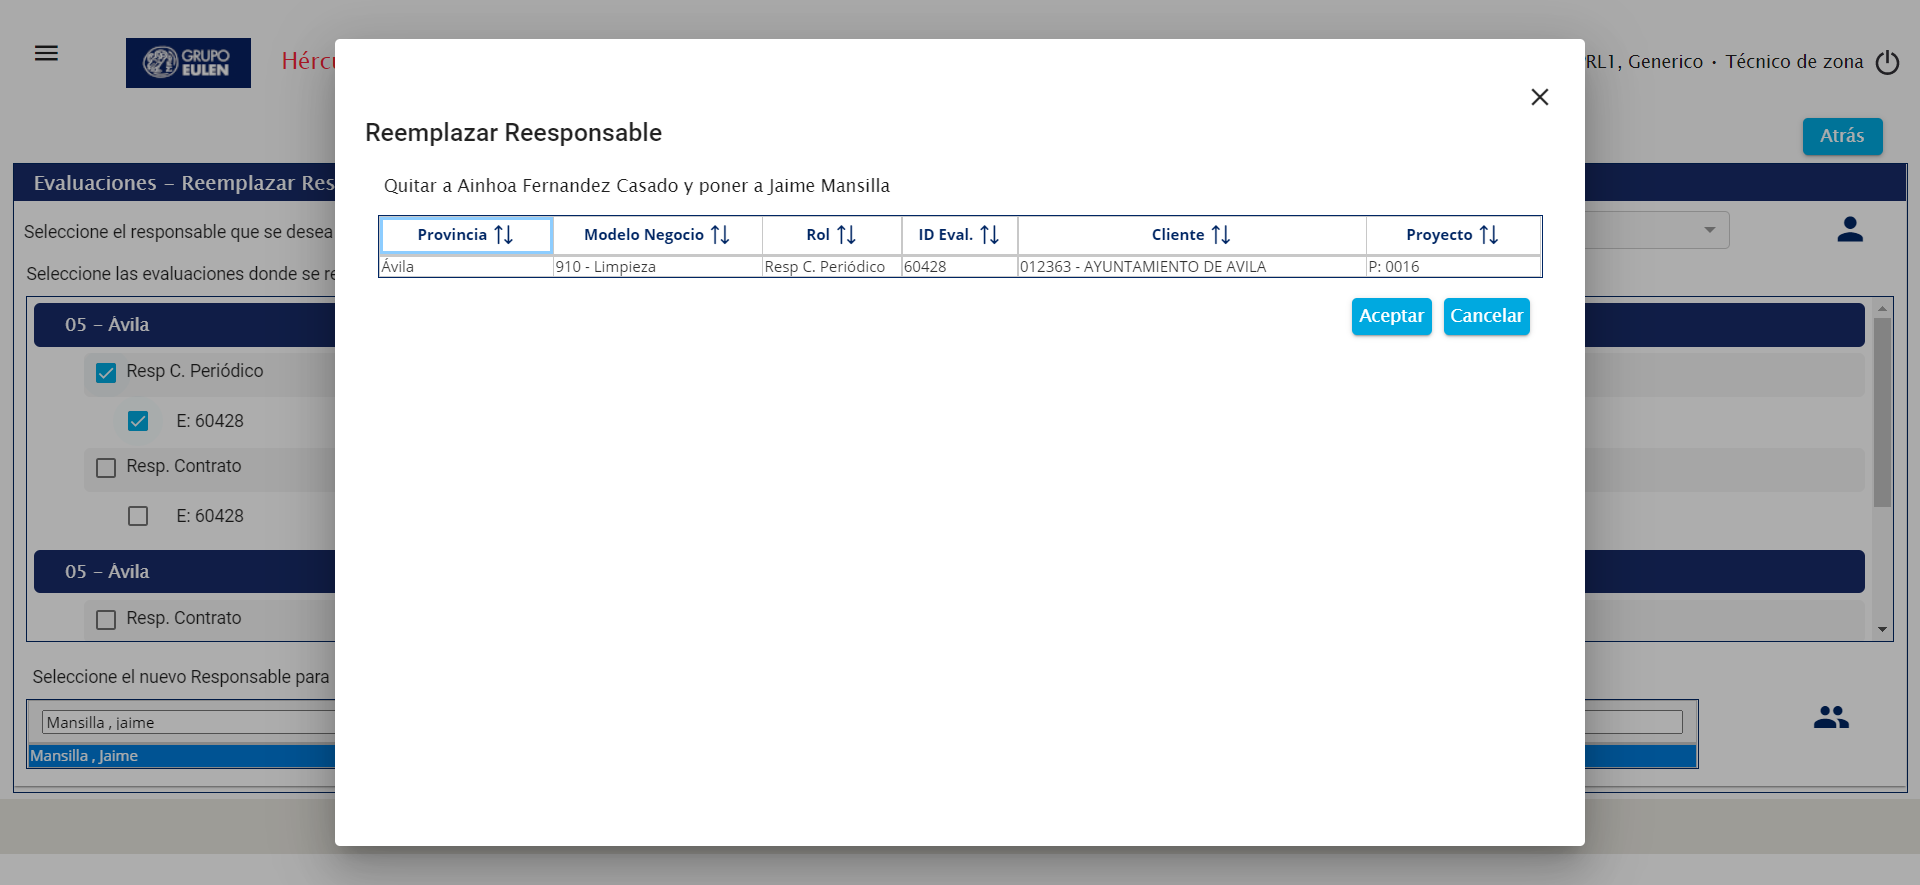 GRUPO
EULEN
Hércu
RL1, Generico · Técnico de zona
Atrás
Evaluaciones – Reemplazar Res
Seleccione el responsable que se desea
Seleccione las evaluaciones donde se re
05 – Ávila
Resp C. Periódico
E: 60428
Resp. Contrato
E: 60428
05 – Ávila
Resp. Contrato
Seleccione el nuevo Responsable para
Mansilla , jaime
Mansilla , Jaime
Reemplazar Reesponsable
Quitar a Ainhoa Fernandez Casado y poner a Jaime Mansilla
Provincia Modelo Negocio Rol ID Eval. Cliente Proyecto
Ávila 910 - Limpieza Resp C. Periódico 60428 012363 - AYUNTAMIENTO DE AVILA P: 0016
Aceptar Cancelar